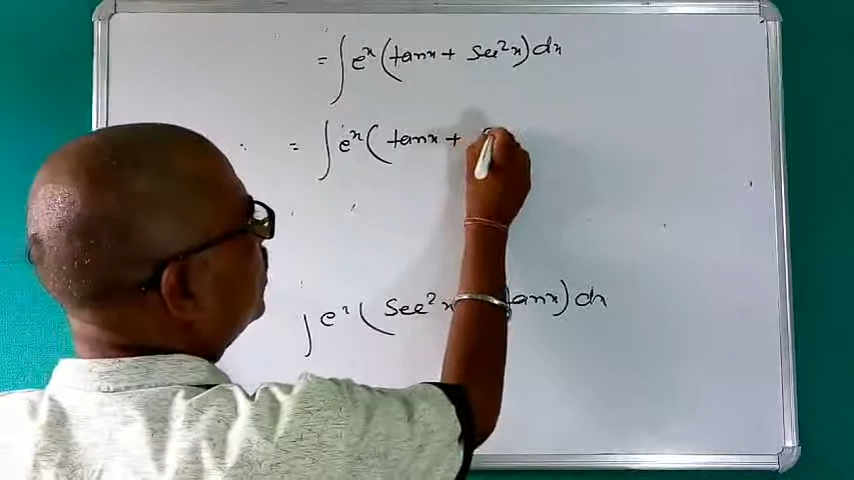 = ∫ eˣ (tanx + sec²x) dx
= ∫ eˣ ( tanx +
∫ eˣ ( sec²x tanx) dx